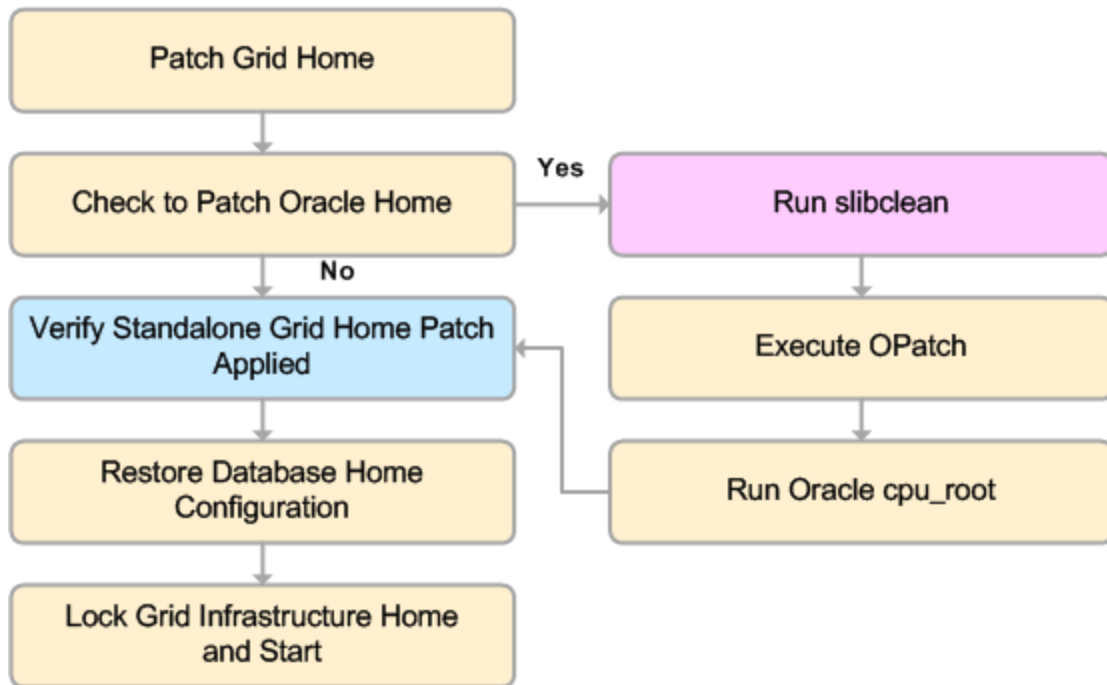 Patch Grid Home
Check to Patch Oracle Home
Yes
Run slibclean
No
Verify Standalone Grid Home Patch
Applied
Execute OPatch
Restore Database Home
Configuration
Run Oracle cpu_root
Lock Grid Infrastructure Home
and Start